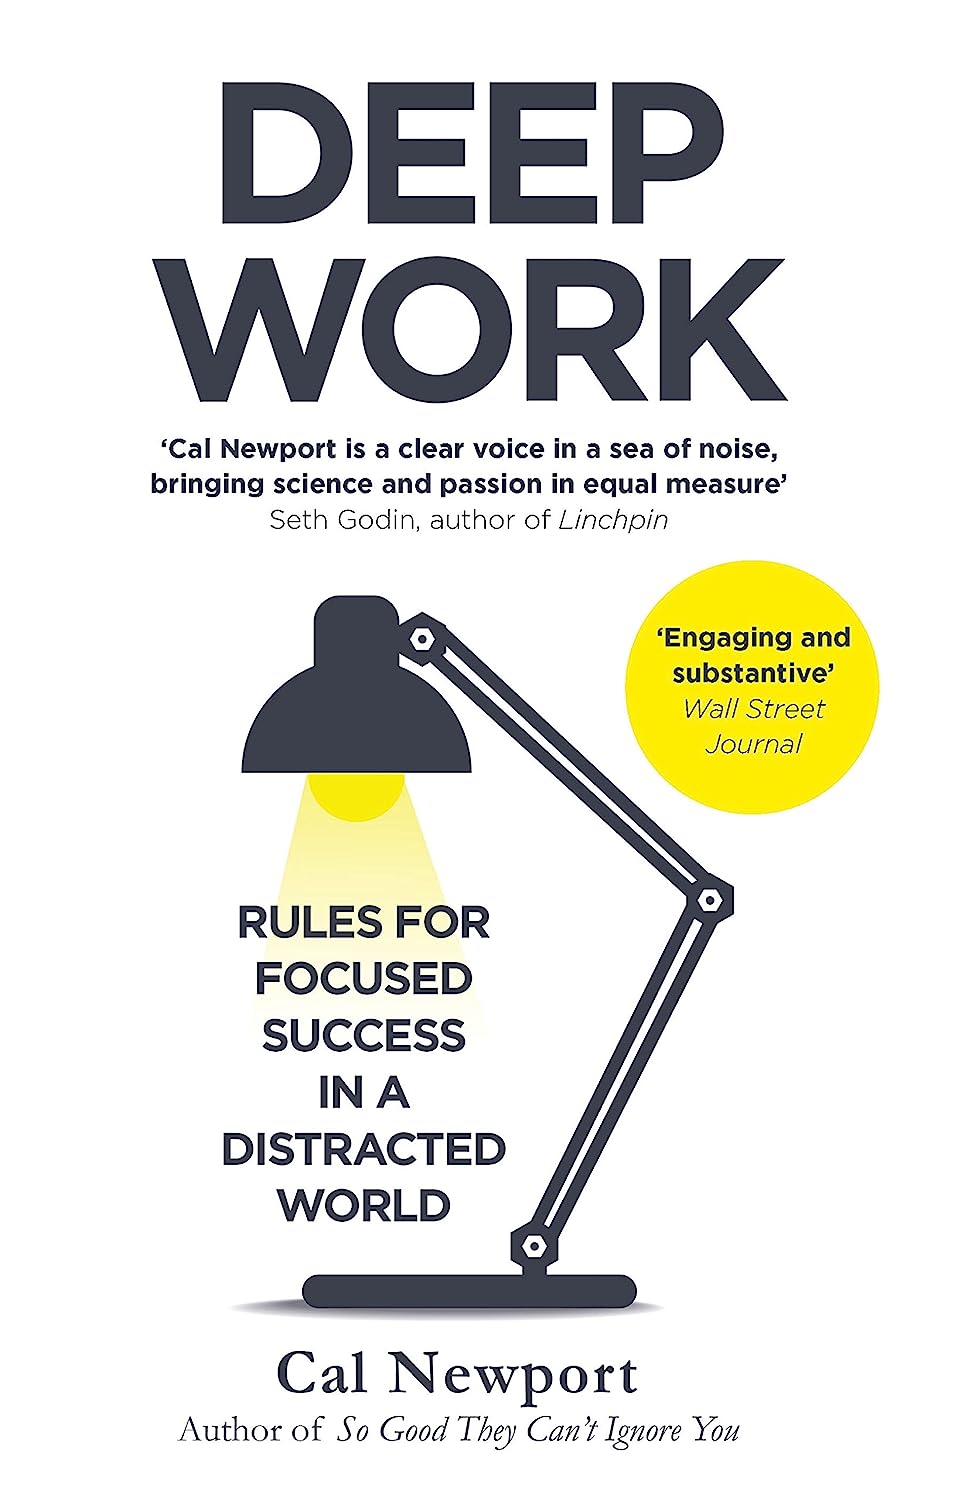 DEEP
WORK
‘Cal Newport is a clear voice in a sea of noise,
bringing science and passion in equal measure’
Seth Godin, author of Linchpin
‘Engaging and
substantive’
Wall Street
Journal
RULES FOR
FOCUSED
SUCCESS
IN A
DISTRACTED
WORLD
Cal Newport
Author of So Good They Can’t Ignore You